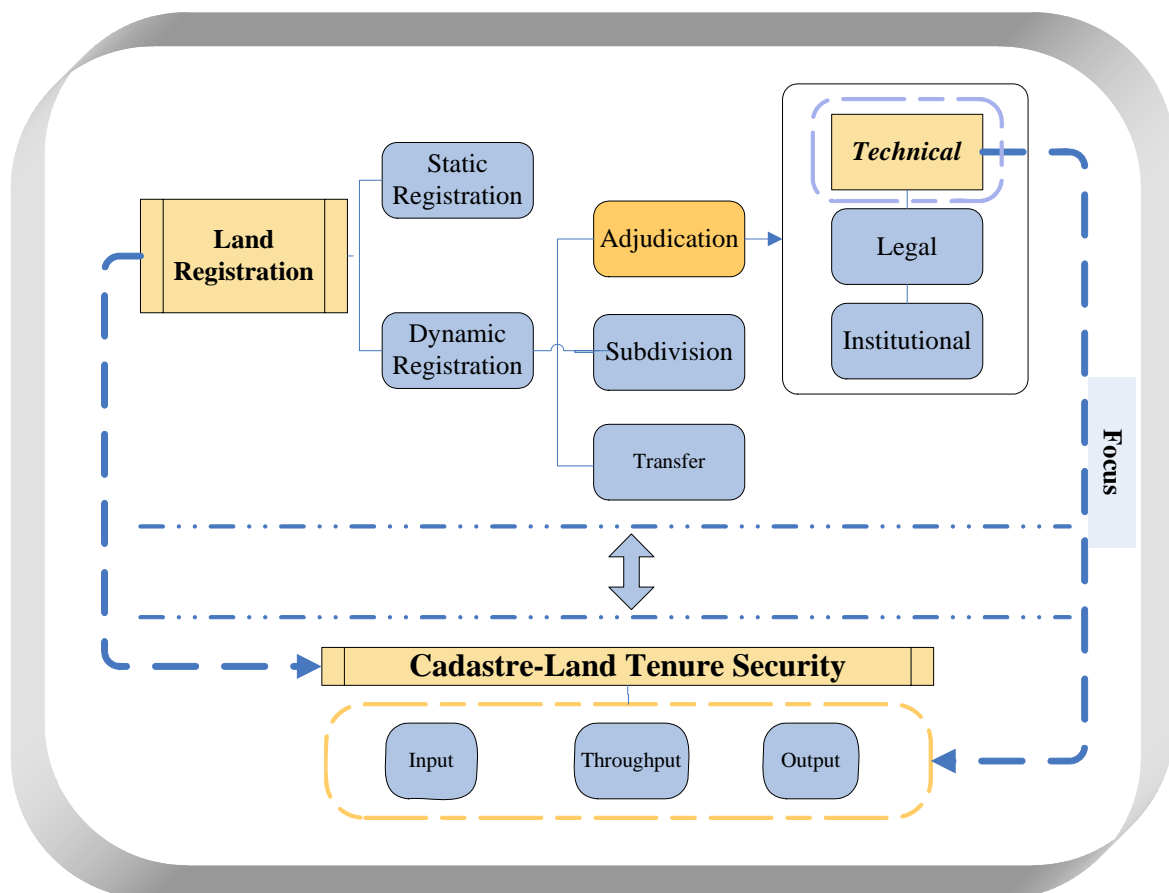 Static
Registration
Technical
Land
Registration
Adjudication
Legal
Dynamic
Registration
Subdivision
Institutional
Transfer
Focus
Cadastre-Land Tenure Security
Input
Throughput
Output